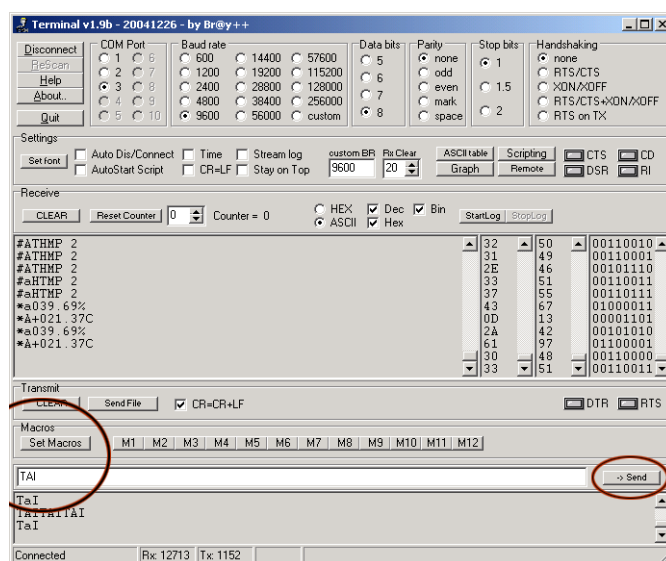 Terminal v1.9b - 20041226 - by Br@y++
Disconnect
ReScan
Help
About..
Quit
COM Port
1 6
2 7
3 8
4 9
5 10
Baud rate
600 14400 57600
1200 19200 115200
2400 28800 128000
4800 38400 256000
9600 56000 custom
Data bits
5
6
7
8
Parity
none
odd
even
mark
space
Stop bits
1
1.5
2
Handshaking
none
RTS/CTS
XON/XOFF
RTS/CTS+XON/XOFF
RTS on TX
Settings
Set font
Auto Dis/Connect Time Stream log
AutoStart Script CR=LF Stay on Top
custom BR Rx Clear
9600 20
ASCII table Scripting
Graph Remote
CTS CD
DSR RI
Receive
CLEAR Reset Counter 0 Counter = 0
HEX Dec Bin
ASCII Hex
StartLog StopLog
#ATHMP 2
#ATHMP 2
#ATHMP 2
#aHTMP 2
#aHTMP 2
*a039.69%
*A+021.37C
*a039.69%
*A+021.37C
32 50 00110010
31 49 00110001
2E 46 00101110
33 51 00110011
37 55 00110111
43 67 01000011
0D 13 00001101
2A 42 00101010
61 97 01100001
30 48 00110000
33 51 00110011
Transmit
CLEAR Send File CR=CR+LF DTR RTS
Macros
Set Macros M1 M2 M3 M4 M5 M6 M7 M8 M9 M10 M11 M12
TAI -> Send
TaI
TAITAITAI
TaI
Connected Rx: 12713 Tx: 1152